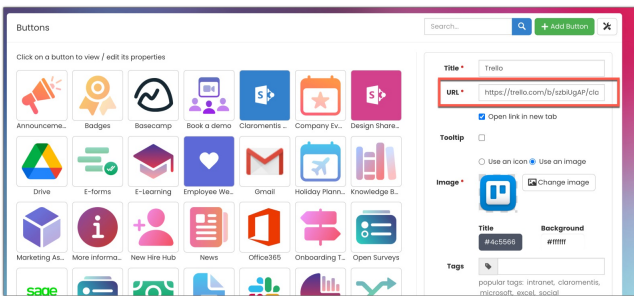 Buttons
Search...
+ Add Button
Click on a button to view / edit its properties
Announceme...
Badges
Basecamp
Book a demo
Claromentis ...
Company Ev...
Design Share...
Drive
E-forms
E-Learning
Employee We...
Gmail
Holiday Plann...
Knowledge B...
Marketing As...
More informa...
New Hire Hub
News
Office365
Onboarding T...
Open Surveys
sage
Title *
Trello
URL *
https://trello.com/b/szbiUgAP/clo
Open link in new tab
Tooltip
Use an icon
Use an image
Image *
Change image
Title
Background
#4c5566
#ffffff
Tags
popular tags: intranet, claromentis,
microsoft, excel, social